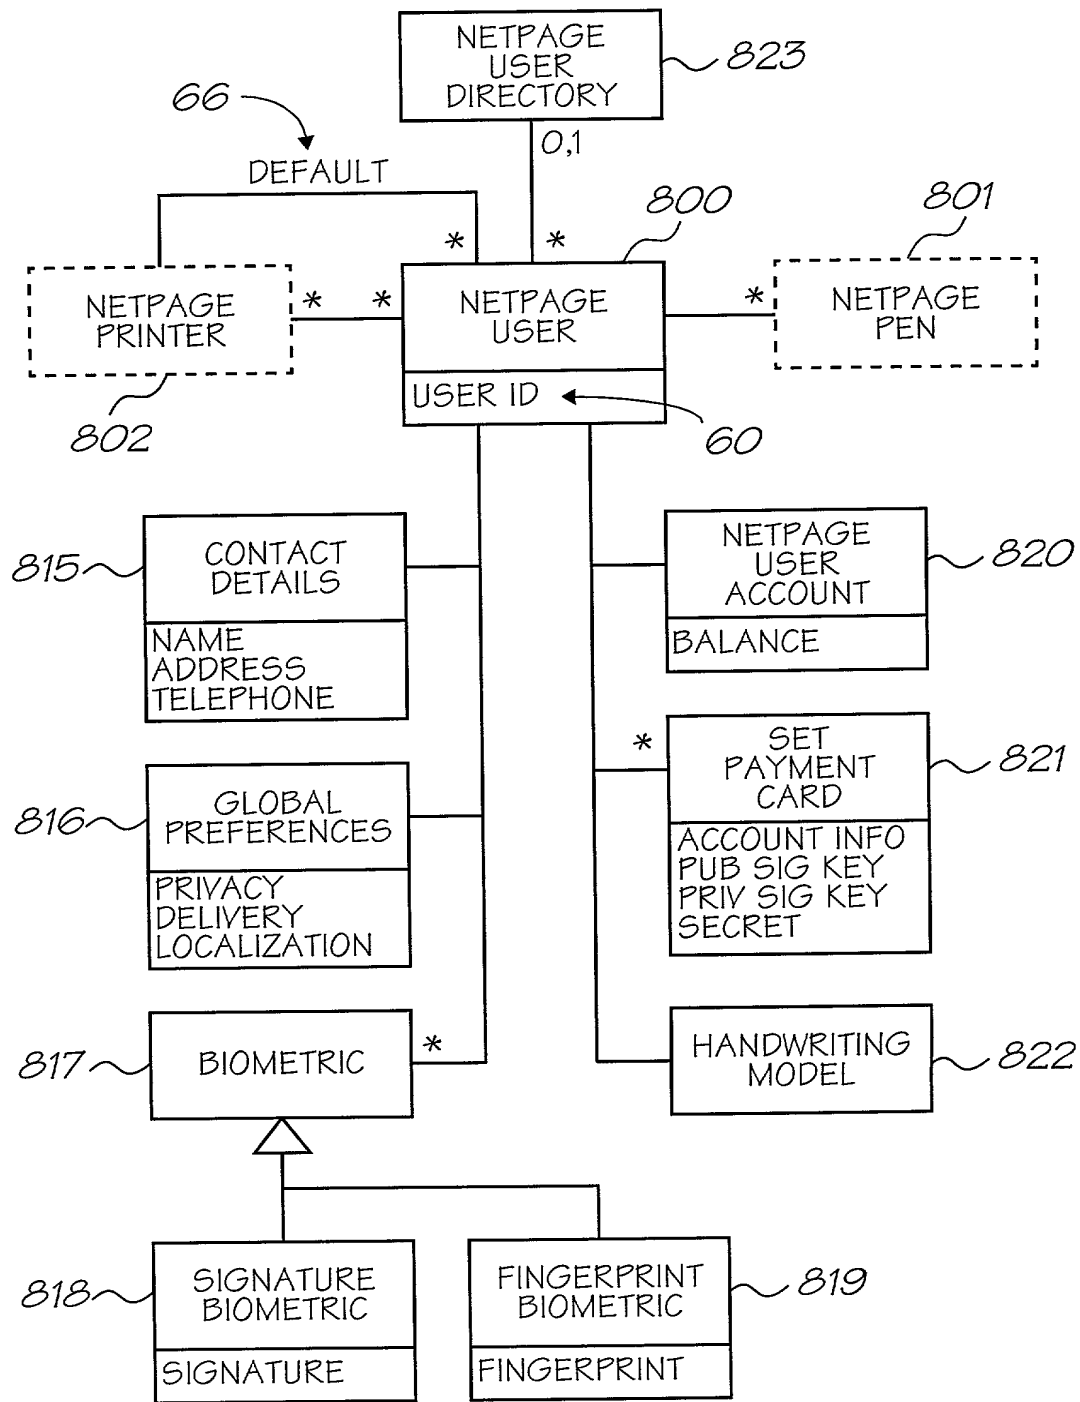 NETPAGE
USER
DIRECTORY
823
66
0,1
DEFAULT
800
801
*
*
NETPAGE
PRINTER
*
*
NETPAGE
USER
*
NETPAGE
PEN
USER ID
802
60
815
CONTACT
DETAILS
NAME
ADDRESS
TELEPHONE
NETPAGE
USER
ACCOUNT
820
BALANCE
816
GLOBAL
PREFERENCES
PRIVACY
DELIVERY
LOCALIZATION
*
SET
PAYMENT
CARD
821
ACCOUNT INFO
PUB SIG KEY
PRIV SIG KEY
SECRET
817
BIOMETRIC
*
HANDWRITING
MODEL
822
818
SIGNATURE
BIOMETRIC
SIGNATURE
FINGERPRINT
BIOMETRIC
819
FINGERPRINT